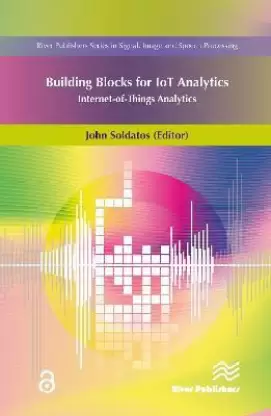 River Publishers Series in Signal, Image and Speech Processing
Building Blocks for IoT Analytics
Internet-of-Things Analytics
John Soldatos (Editor)
River Publishers